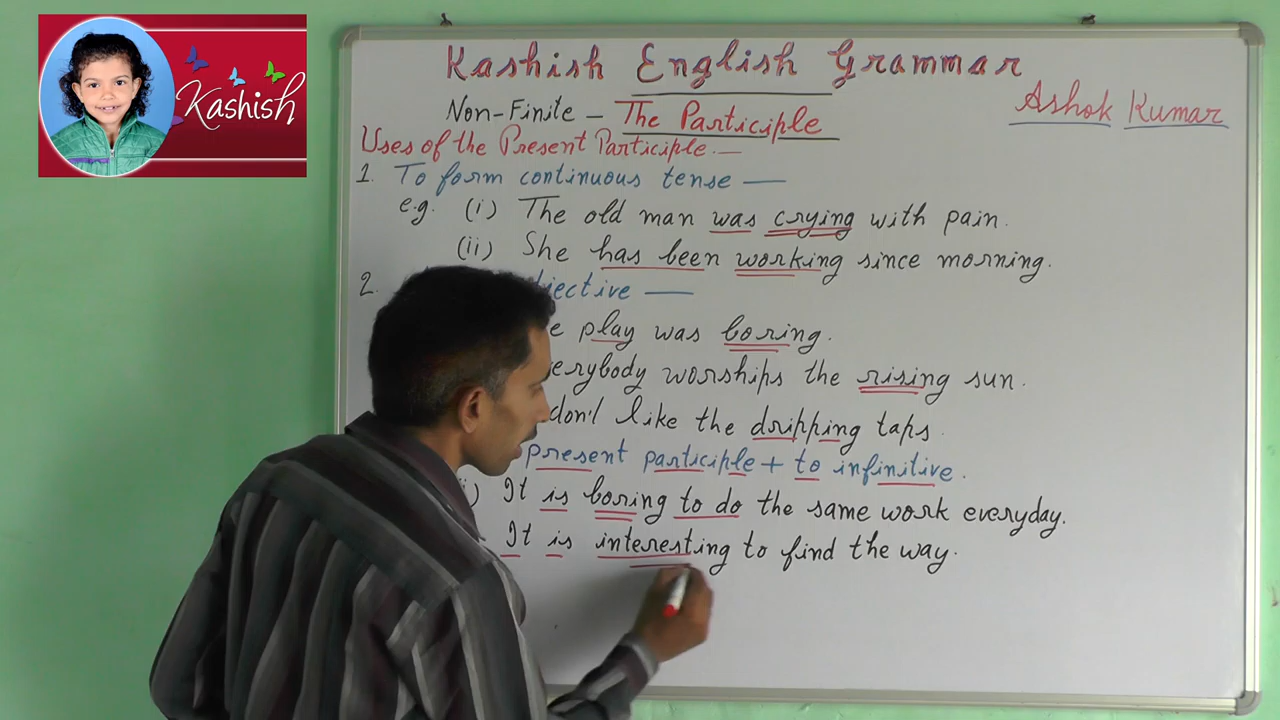 Kashish
Kashish English Grammar
Ashok Kumar
Non-Finite – The Participle
Uses of the Present Participle. —
1. To form continuous tense —
e.g. (i) The old man was crying with pain.
(ii) She has been working since morning.
2. jective —
e play was boring.
erybody worships the rising sun.
don't like the dripping taps.
present participle + to infinitive.
) It is boring to do the same work everyday.
It is interesting to find the way.